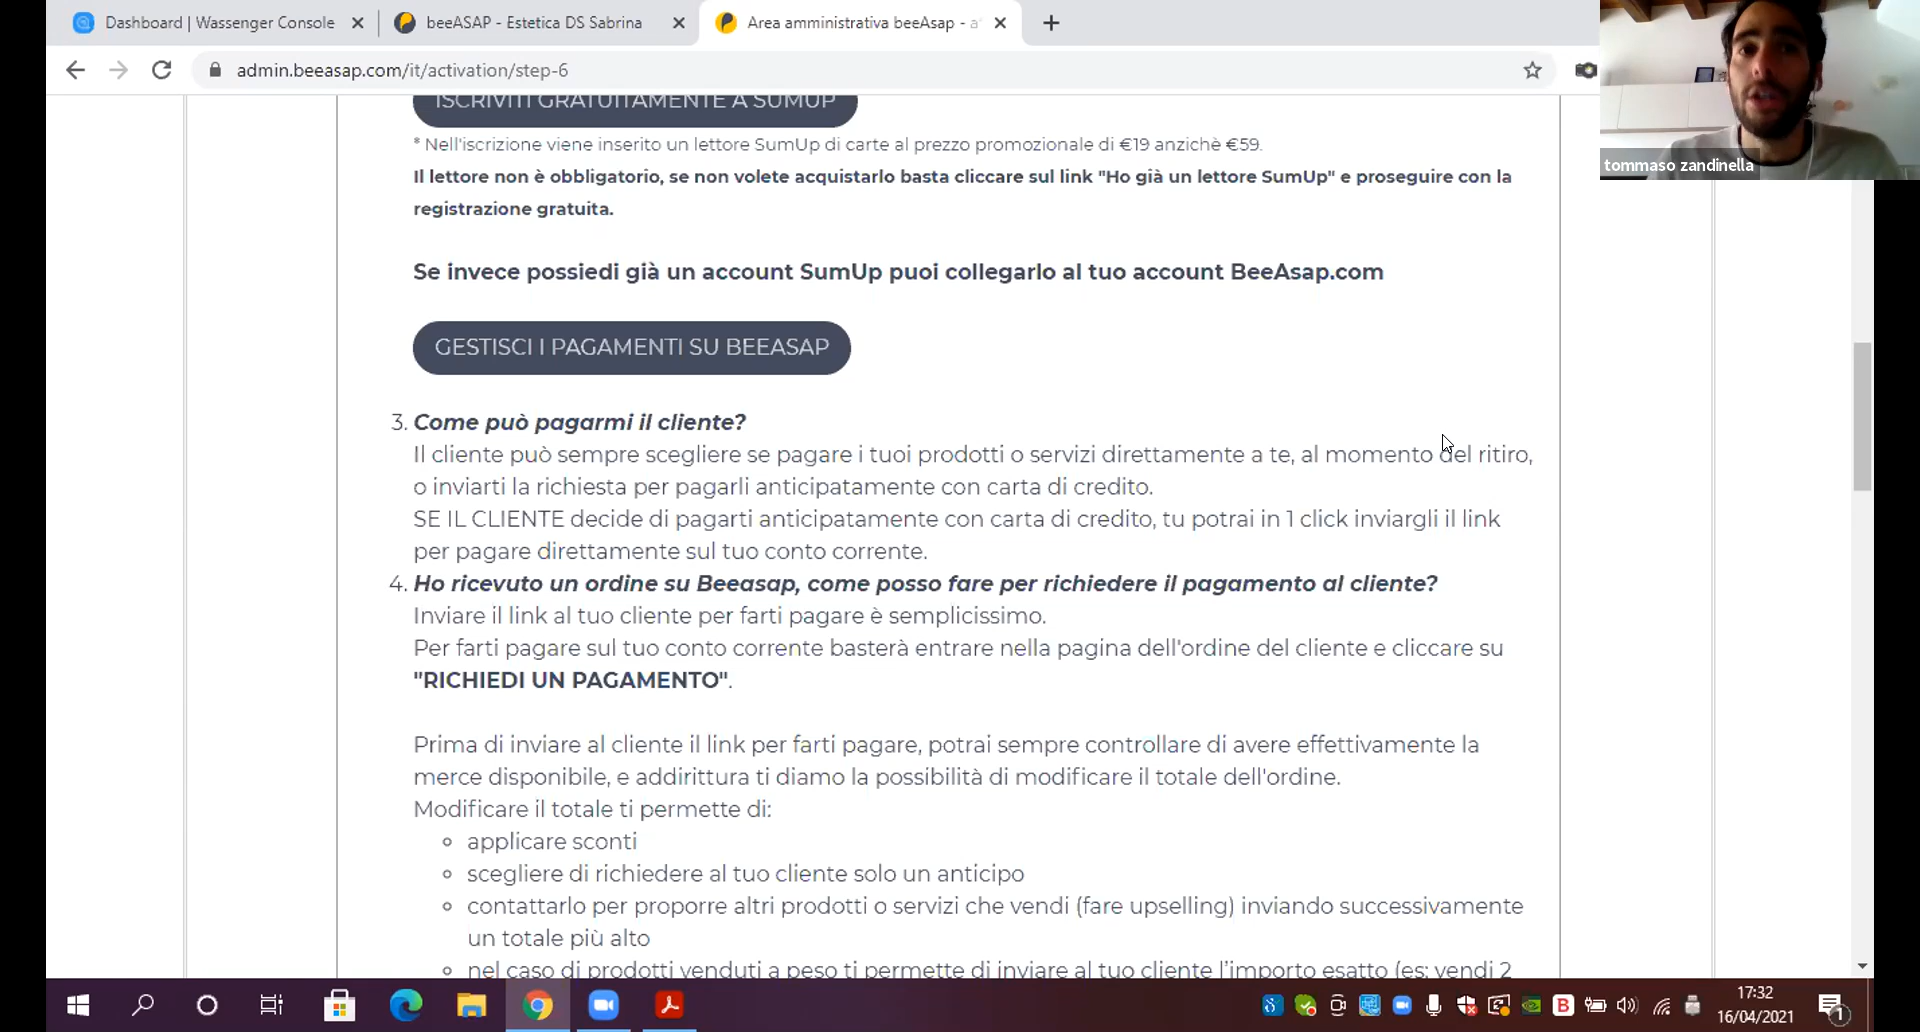 Dashboard | Wassenger Console
beeASAP - Estetica DS Sabrina
Area amministrativa beeAsap - a
admin.beeasap.com/it/activation/step-6
tommaso zandinella
ISCRIVITI GRATUITAMENTE A SUMUP
* Nell'iscrizione viene inserito un lettore SumUp di carte al prezzo promozionale di €19 anzichè €59.
Il lettore non è obbligatorio, se non volete acquistarlo basta cliccare sul link "Ho già un lettore SumUp" e proseguire con la
registrazione gratuita.
Se invece possiedi già un account SumUp puoi collegarlo al tuo account BeeAsap.com
GESTISCI I PAGAMENTI SU BEEASAP
3. Come può pagarmi il cliente?
Il cliente può sempre scegliere se pagare i tuoi prodotti o servizi direttamente a te, al momento del ritiro,
o inviarti la richiesta per pagarli anticipatamente con carta di credito.
SE IL CLIENTE decide di pagarti anticipatamente con carta di credito, tu potrai in 1 click inviargli il link
per pagare direttamente sul tuo conto corrente.
4. Ho ricevuto un ordine su Beeasap, come posso fare per richiedere il pagamento al cliente?
Inviare il link al tuo cliente per farti pagare è semplicissimo.
Per farti pagare sul tuo conto corrente basterà entrare nella pagina dell'ordine del cliente e cliccare su
"RICHIEDI UN PAGAMENTO".
Prima di inviare al cliente il link per farti pagare, potrai sempre controllare di avere effettivamente la
merce disponibile, e addirittura ti diamo la possibilità di modificare il totale dell'ordine.
Modificare il totale ti permette di:
applicare sconti
scegliere di richiedere al tuo cliente solo un anticipo
contattarlo per proporre altri prodotti o servizi che vendi (fare upselling) inviando successivamente
un totale più alto
nel caso di prodotti venduti a peso ti permette di inviare al tuo cliente l'importo esatto (es: vendi 2
17:32
16/04/2021
1